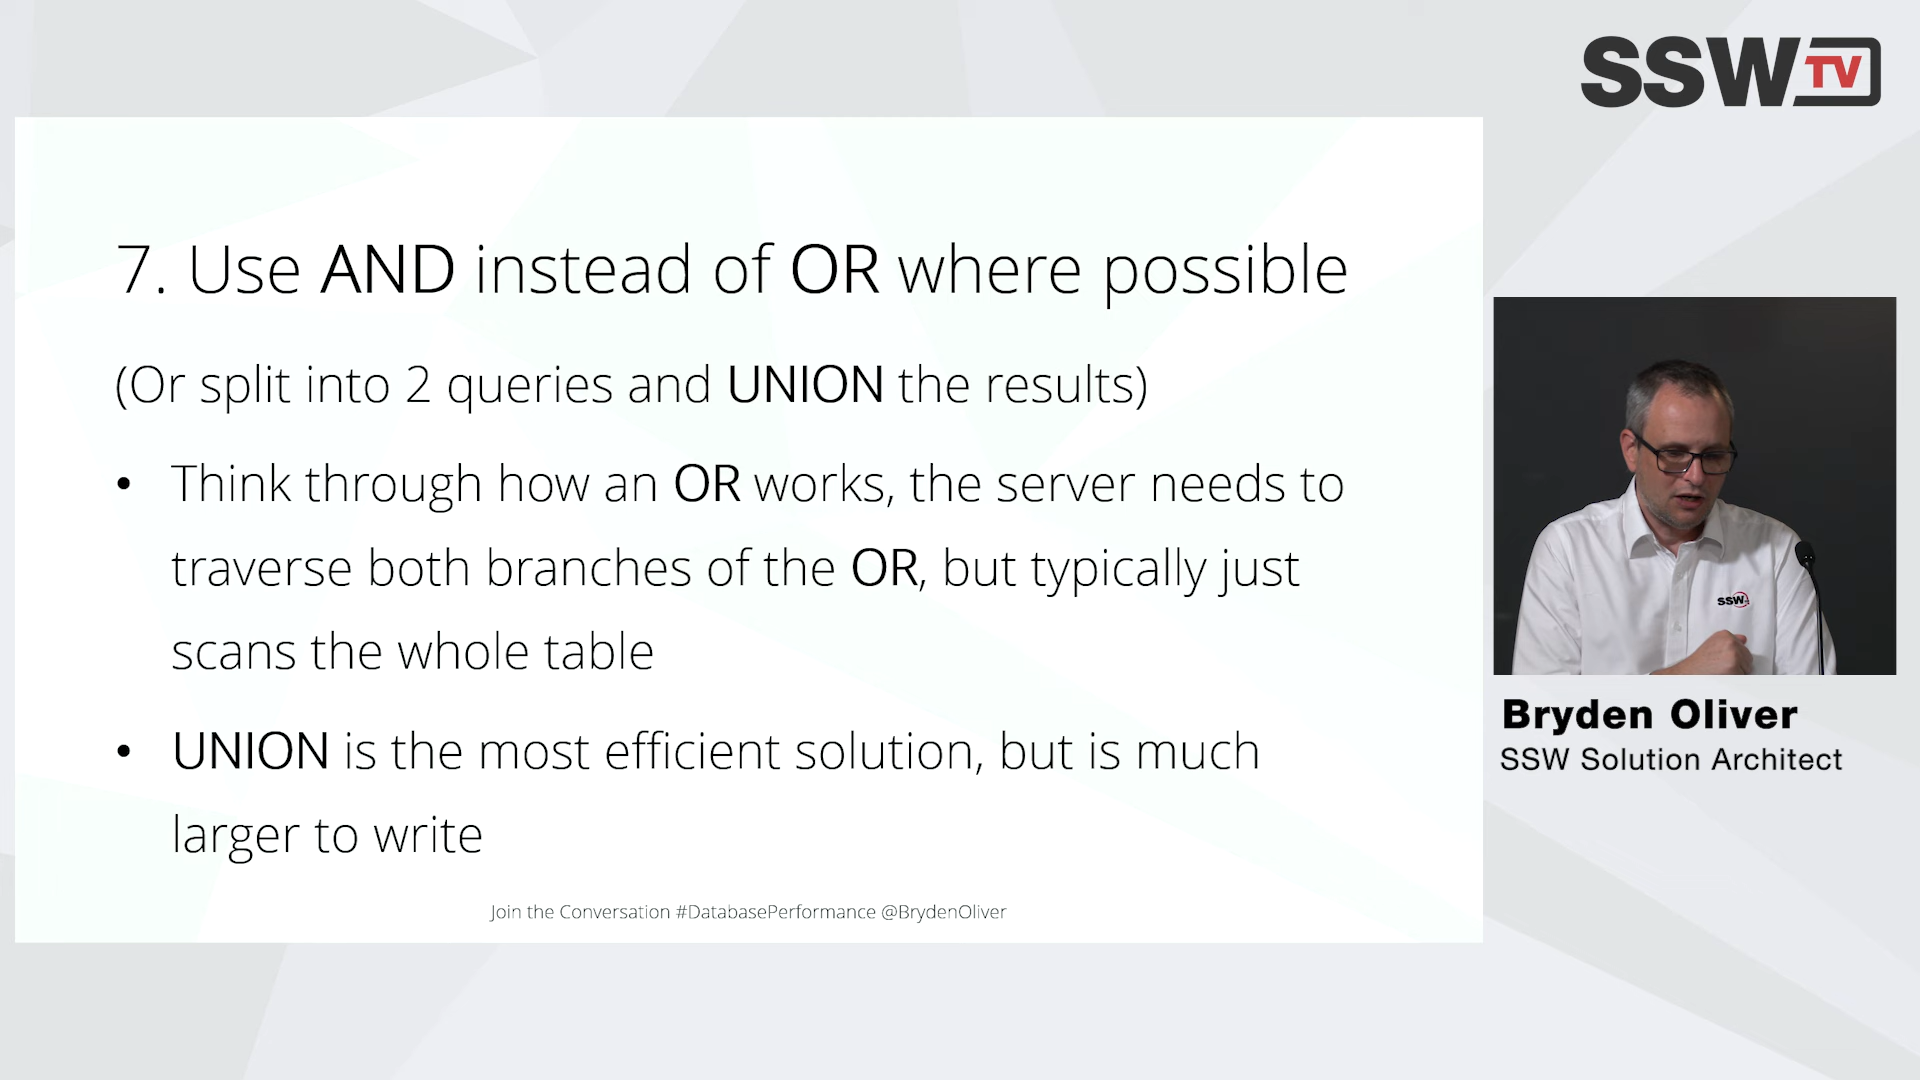 SSW TV
7. Use AND instead of OR where possible
(Or split into 2 queries and UNION the results)
• Think through how an OR works, the server needs to
traverse both branches of the OR, but typically just
scans the whole table
• UNION is the most efficient solution, but is much
larger to write
Join the Conversation #DatabasePerformance @BrydenOliver
SSW
Bryden Oliver
SSW Solution Architect